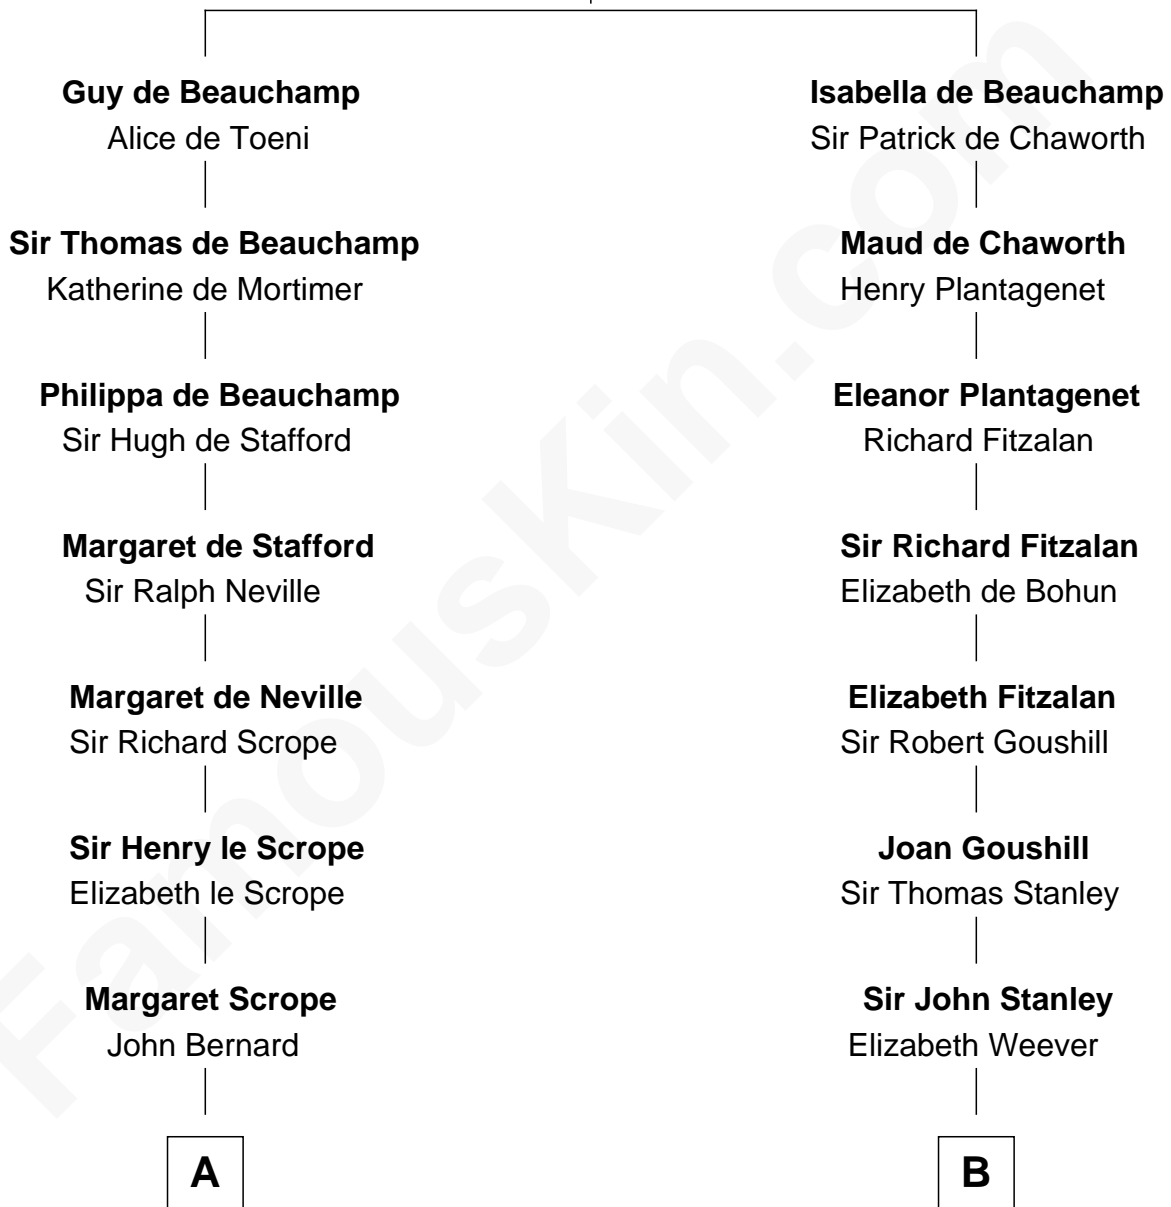 Guy de Beauchamp
Alice de Toeni
Sir Thomas de Beauchamp
Katherine de Mortimer
Philippa de Beauchamp
Sir Hugh de Stafford
Margaret de Stafford
Sir Ralph Neville
Margaret de Neville
Sir Richard Scrope
Sir Henry le Scrope
Elizabeth le Scrope
Margaret Scrope
John Bernard
A
Isabella de Beauchamp
Sir Patrick de Chaworth
Maud de Chaworth
Henry Plantagenet
Eleanor Plantagenet
Richard Fitzalan
Sir Richard Fitzalan
Elizabeth de Bohun
Elizabeth Fitzalan
Sir Robert Goushill
Joan Goushill
Sir Thomas Stanley
Sir John Stanley
Elizabeth Weever
B
FamousKin.com